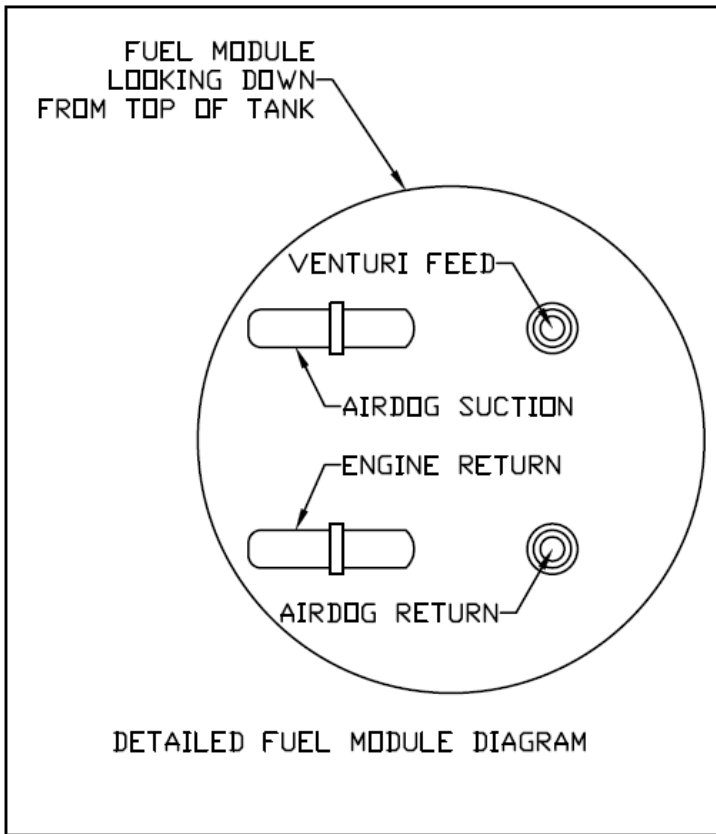 FUEL MODULE
LOOKING DOWN
FROM TOP OF TANK
VENTURI FEED
AIRDOG SUCTION
ENGINE RETURN
AIRDOG RETURN
DETAILED FUEL MODULE DIAGRAM